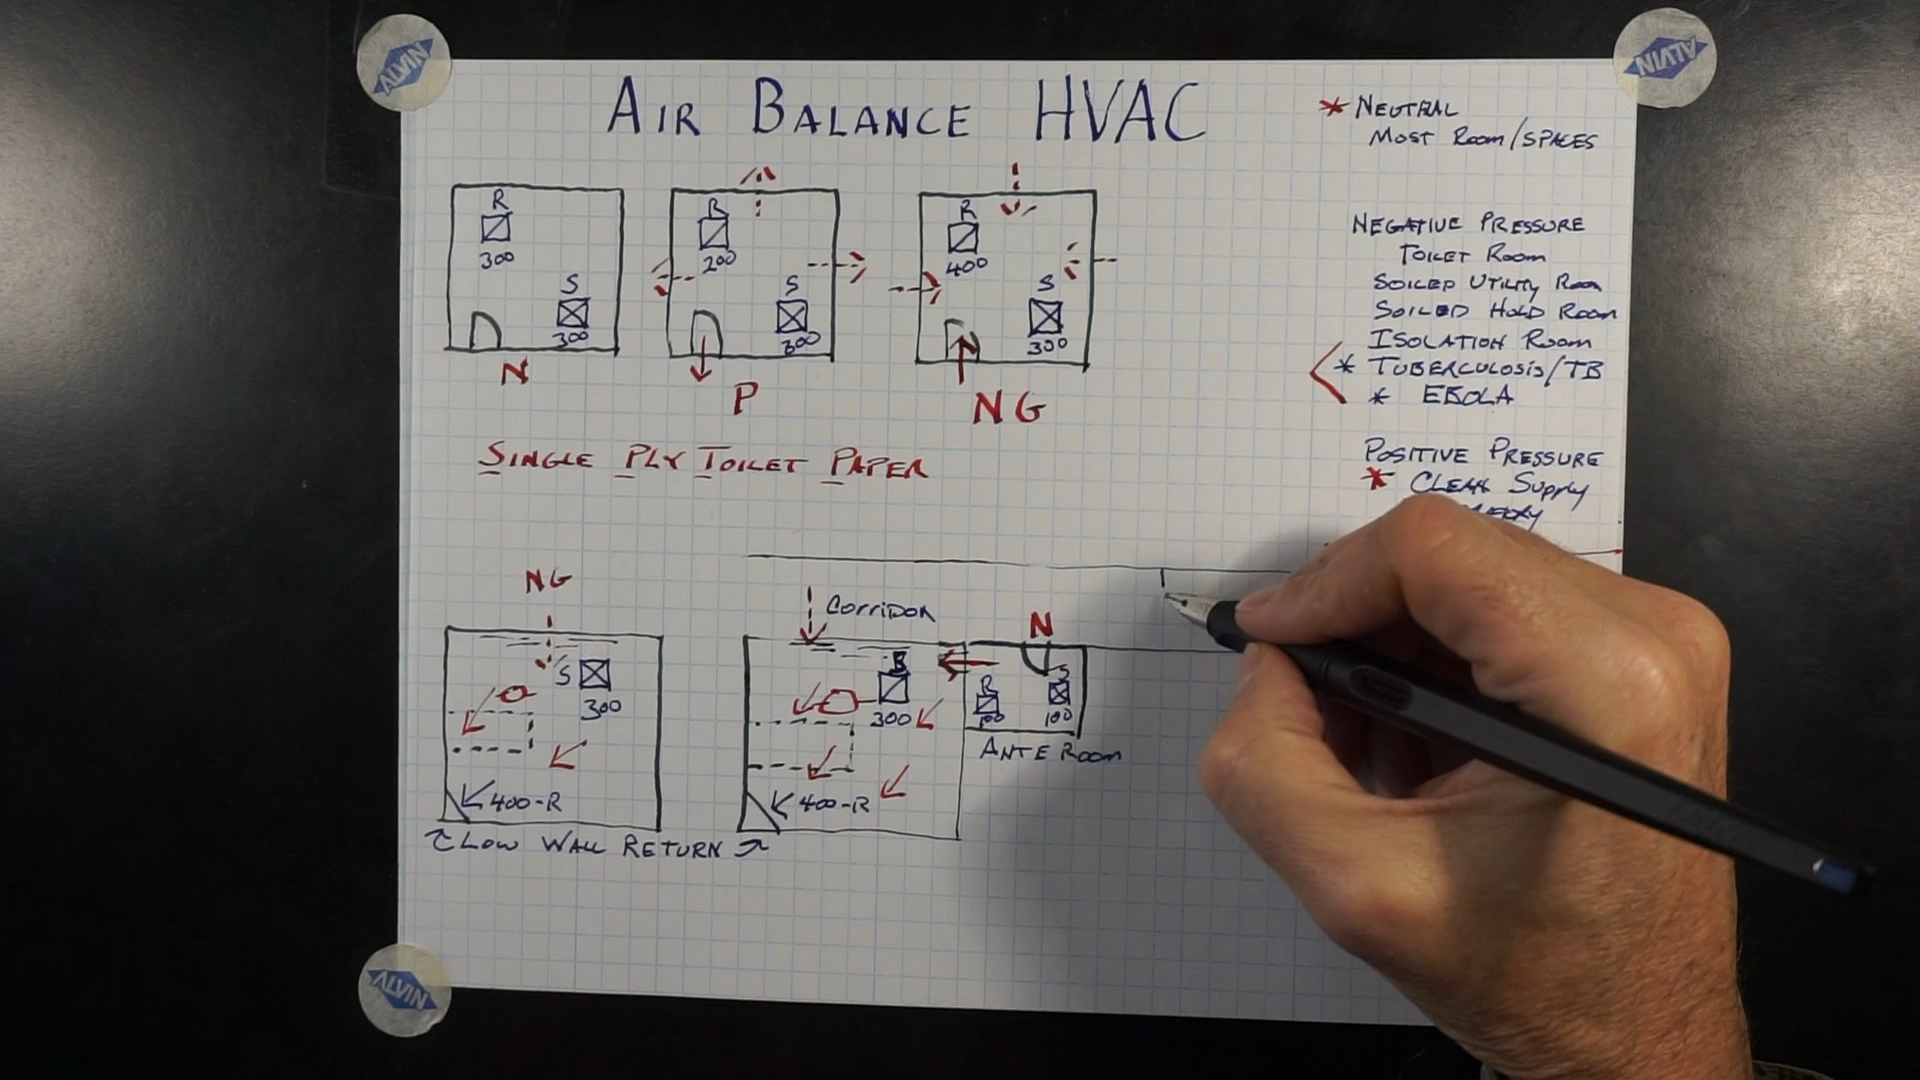 ALVIN
ALVIN
AIR BALANCE HVAC
* NEUTRAL
MOST ROOM/SPACES
R
300
S
300
N
R
200
S
300
P
R
400
S
300
NG
NEGATIVE PRESSURE
TOILET ROOM
SOILED UTILITY ROOM
SOILED HOLD ROOM
ISOLATION ROOM
* TUBERCULOSIS/TB
* EBOLA
POSITIVE PRESSURE
* CLEAN SUPPLY
SINGLE PLY TOILET PAPER
NG
S
300
400-R
LOW WALL RETURN
CORRIDOR
300
400-R
N
R
100
S
100
ANTE ROOM
ALVIN